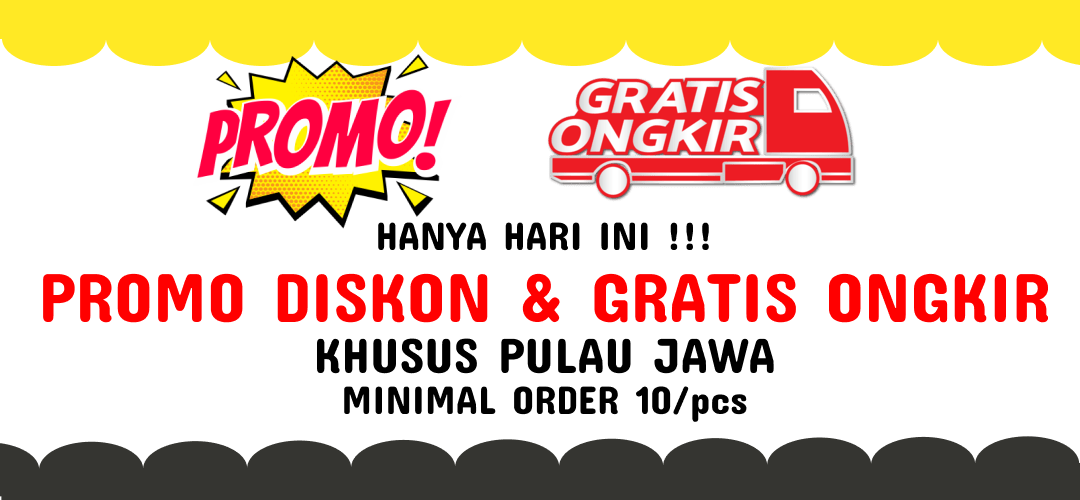 PROMO!
GRATIS
ONGKIR
HANYA HARI INI !!!
PROMO DISKON & GRATIS ONGKIR
KHUSUS PULAU JAWA
MINIMAL ORDER 10/pcs